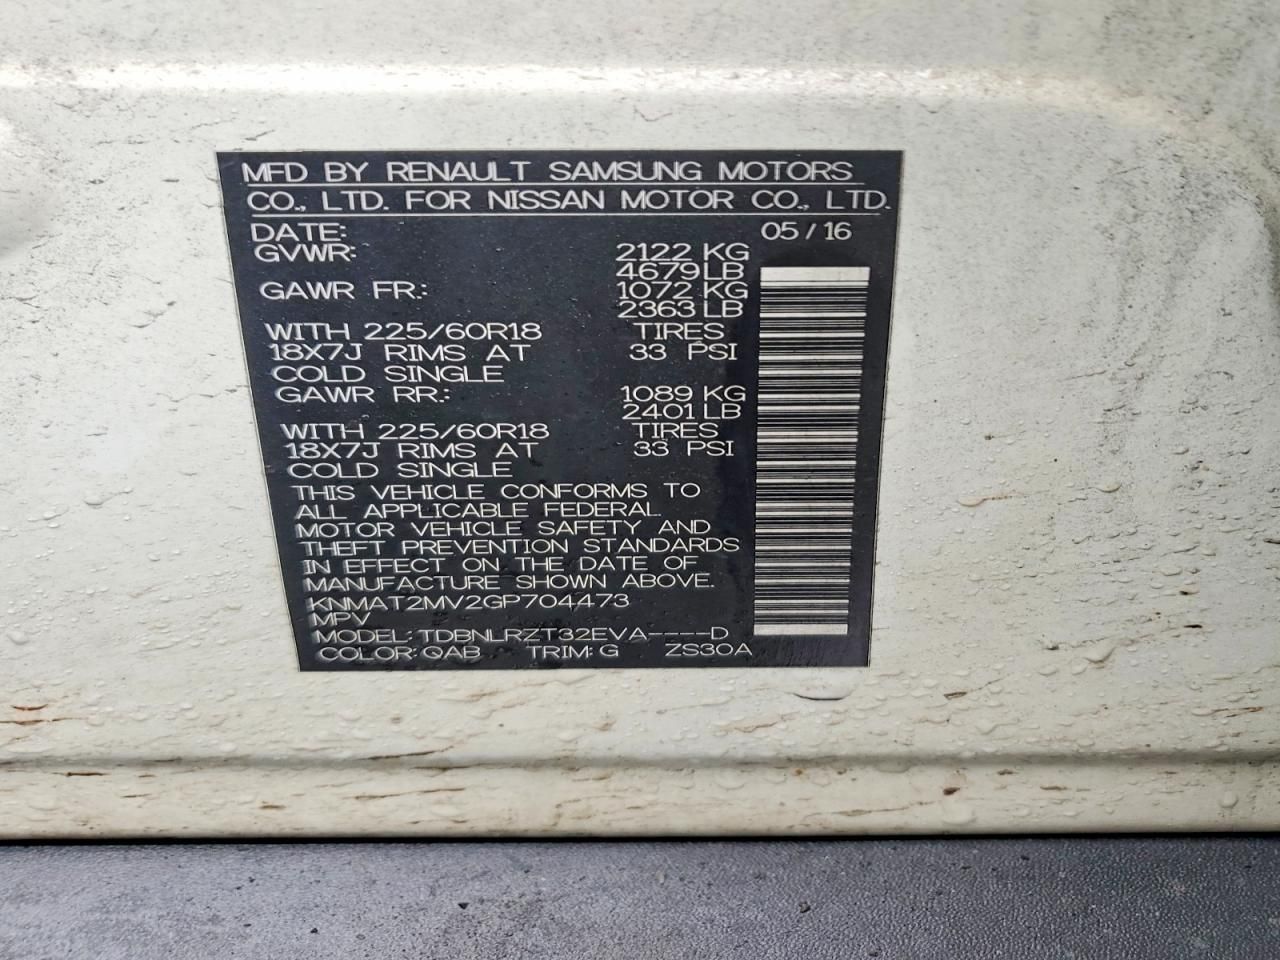 MFD BY RENAULT SAMSUNG MOTORS
CO., LTD. FOR NISSAN MOTOR CO., LTD.
DATE: 05/16
GVWR: 2122 KG
4679 LB
GAWR FR.: 1072 KG
2363 LB
WITH 225/60R18 TIRES
18X7J RIMS AT 33 PSI
COLD SINGLE
GAWR RR.: 1089 KG
2401 LB
WITH 225/60R18 TIRES
18X7J RIMS AT 33 PSI
COLD SINGLE
THIS VEHICLE CONFORMS TO
ALL APPLICABLE FEDERAL
MOTOR VEHICLE SAFETY AND
THEFT PREVENTION STANDARDS
IN EFFECT ON THE DATE OF
MANUFACTURE SHOWN ABOVE.
KNMAT2MV2GP704473
MPV
MODEL: TDBNLRZT32EVA----D
COLOR: QAB TRIM: G ZS30A